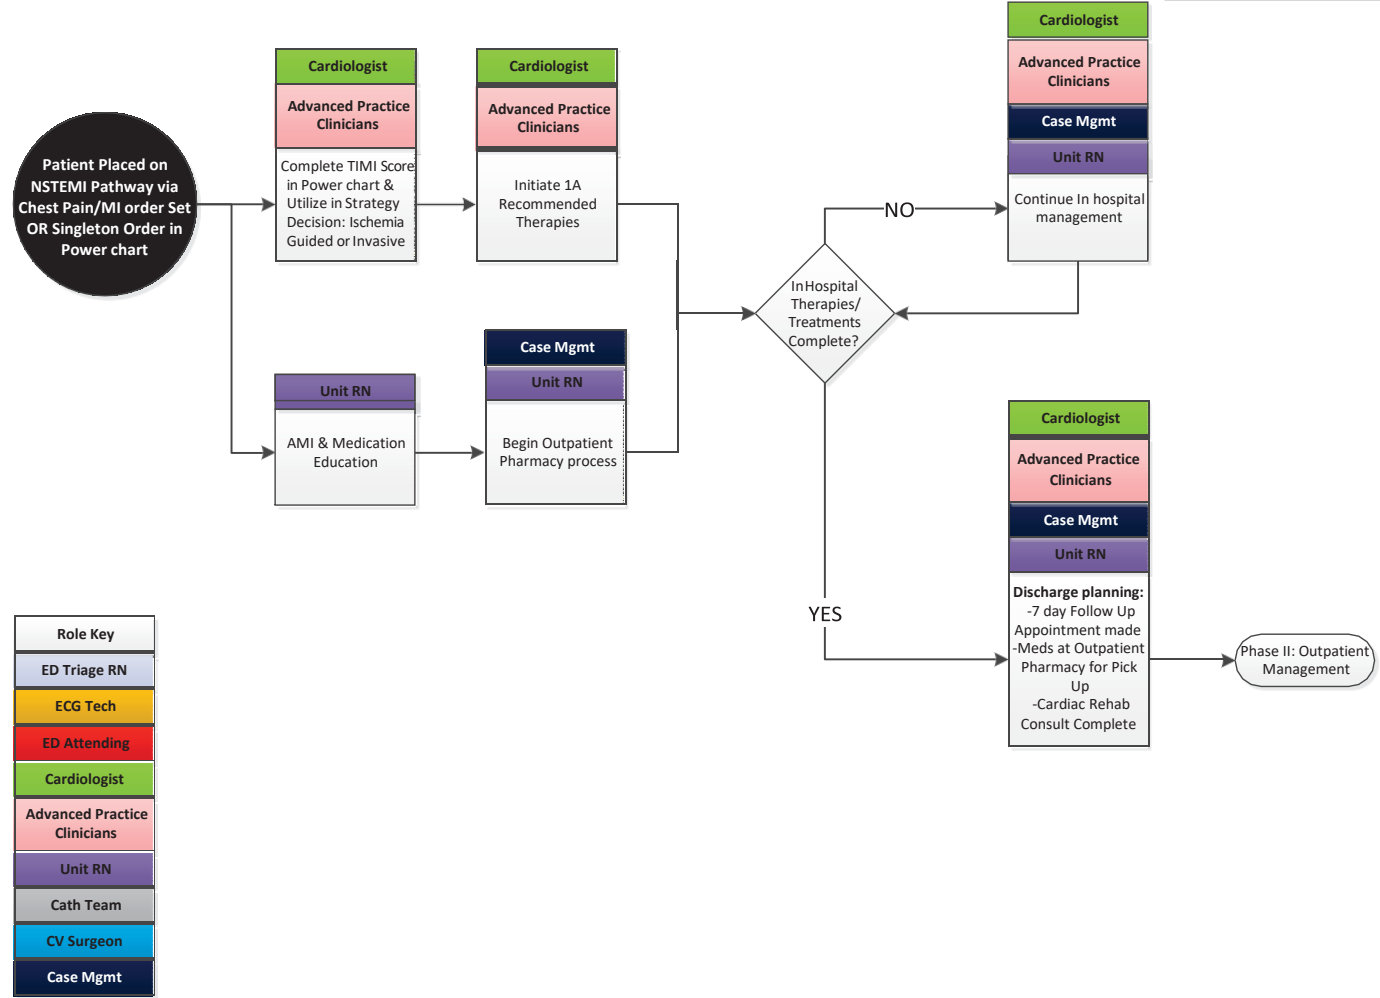 Patient Placed on
NSTEMI Pathway via
Chest Pain/MI order Set
OR Singleton Order in
Power chart
Cardiologist
Advanced Practice
Clinicians
Complete TIMI Score
in Power chart &
Utilize in Strategy
Decision: Ischemia
Guided or Invasive
Cardiologist
Advanced Practice
Clinicians
Initiate 1A
Recommended
Therapies
Unit RN
AMI & Medication
Education
Case Mgmt
Unit RN
Begin Outpatient
Pharmacy process
In Hospital
Therapies/
Treatments
Complete?
NO
Cardiologist
Advanced Practice
Clinicians
Case Mgmt
Unit RN
Continue In hospital
management
YES
Cardiologist
Advanced Practice
Clinicians
Case Mgmt
Unit RN
Discharge planning:
-7 day Follow Up
Appointment made
-Meds at Outpatient
Pharmacy for Pick
Up
-Cardiac Rehab
Consult Complete
Phase II: Outpatient
Management
Role Key
ED Triage RN
ECG Tech
ED Attending
Cardiologist
Advanced Practice
Clinicians
Unit RN
Cath Team
CV Surgeon
Case Mgmt